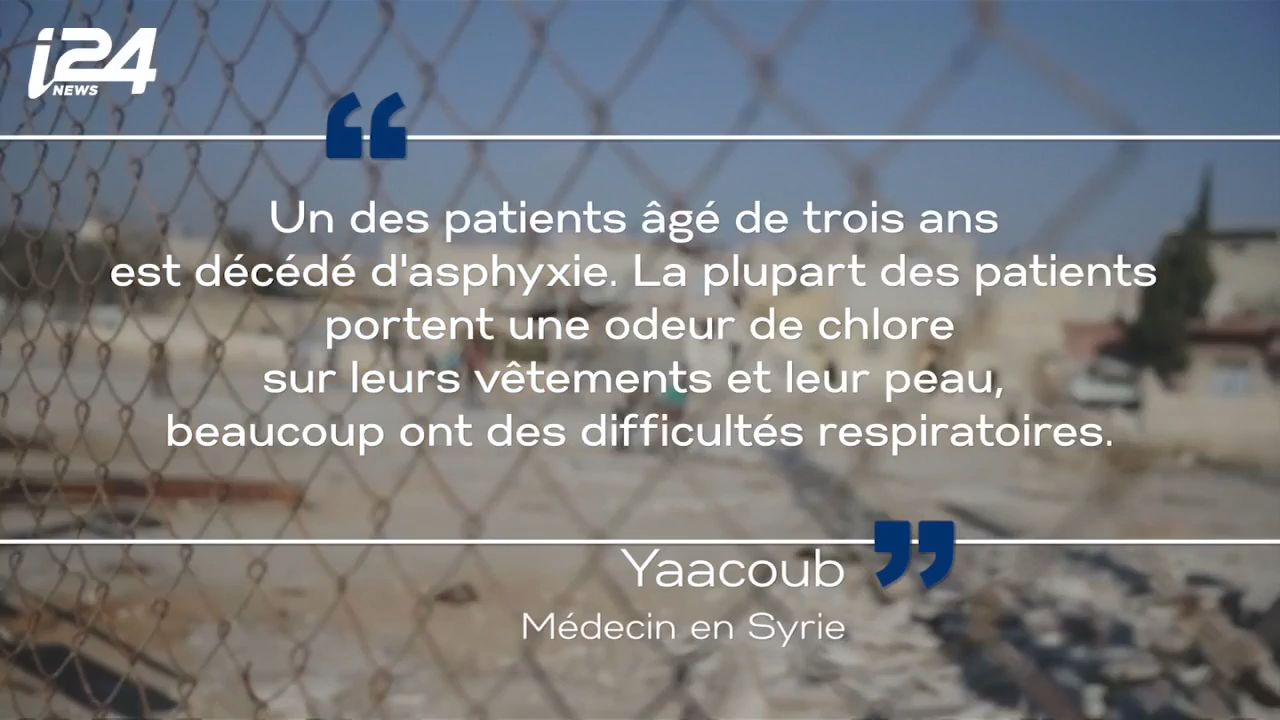 i24
NEWS
“
Un des patients âgé de trois ans
est décédé d'asphyxie. La plupart des patients
portent une odeur de chlore
sur leurs vêtements et leur peau,
beaucoup ont des difficultés respiratoires.
”
Yaacoub
Médecin en Syrie